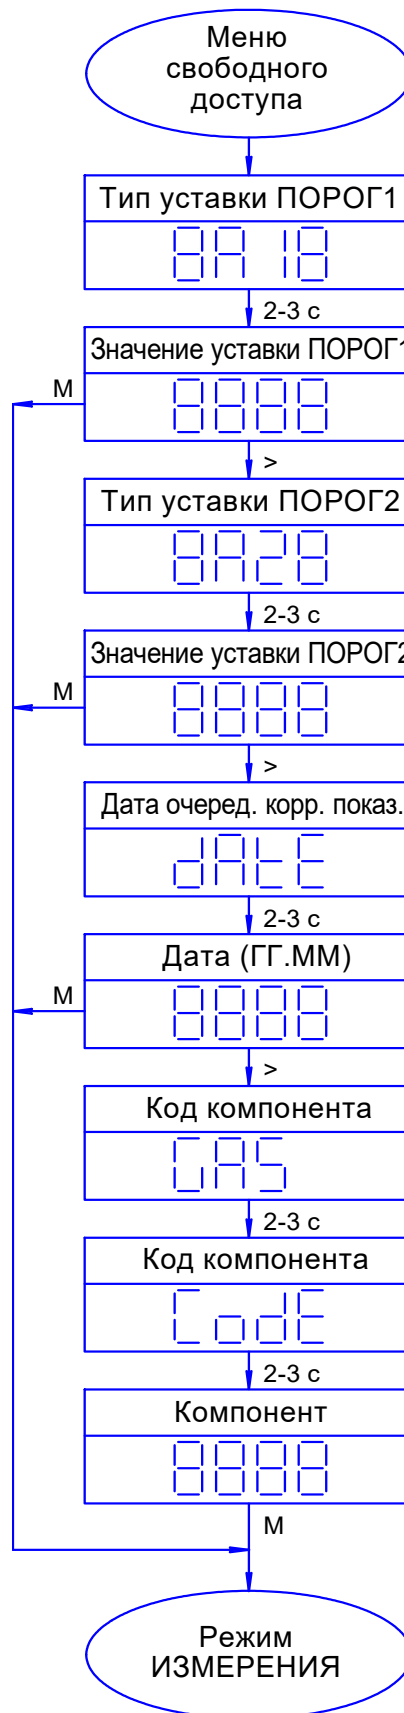 Меню
свободного
доступа
Тип уставки ПОРОГ1
8A 18
2-3 с
Значение уставки ПОРОГ1
М
8888
>
Тип уставки ПОРОГ2
8A28
2-3 с
Значение уставки ПОРОГ2
М
8888
>
Дата очеред. корр. показ.
dAtE
2-3 с
Дата (ГГ.ММ)
М
8888
>
Код компонента
GAS
2-3 с
Код компонента
CodE
2-3 с
Компонент
8888
М
Режим
ИЗМЕРЕНИЯ